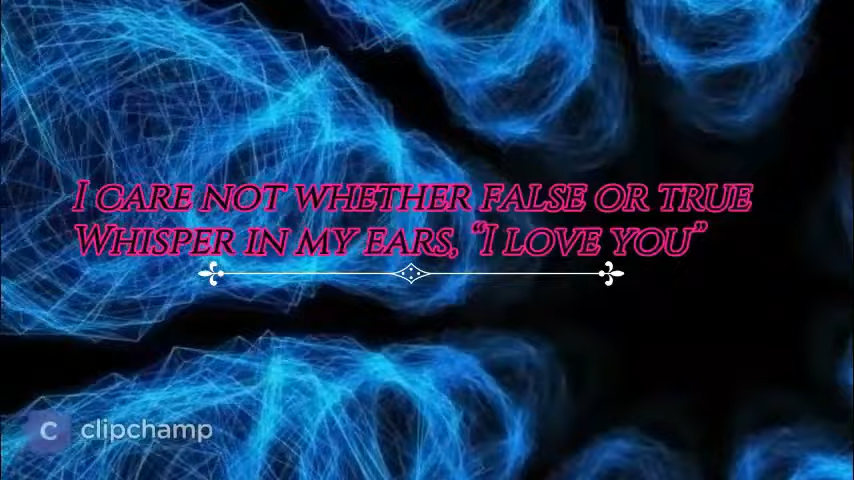 I CARE NOT WHETHER FALSE OR TRUE
WHISPER IN MY EARS, “I LOVE YOU”
C clipchamp